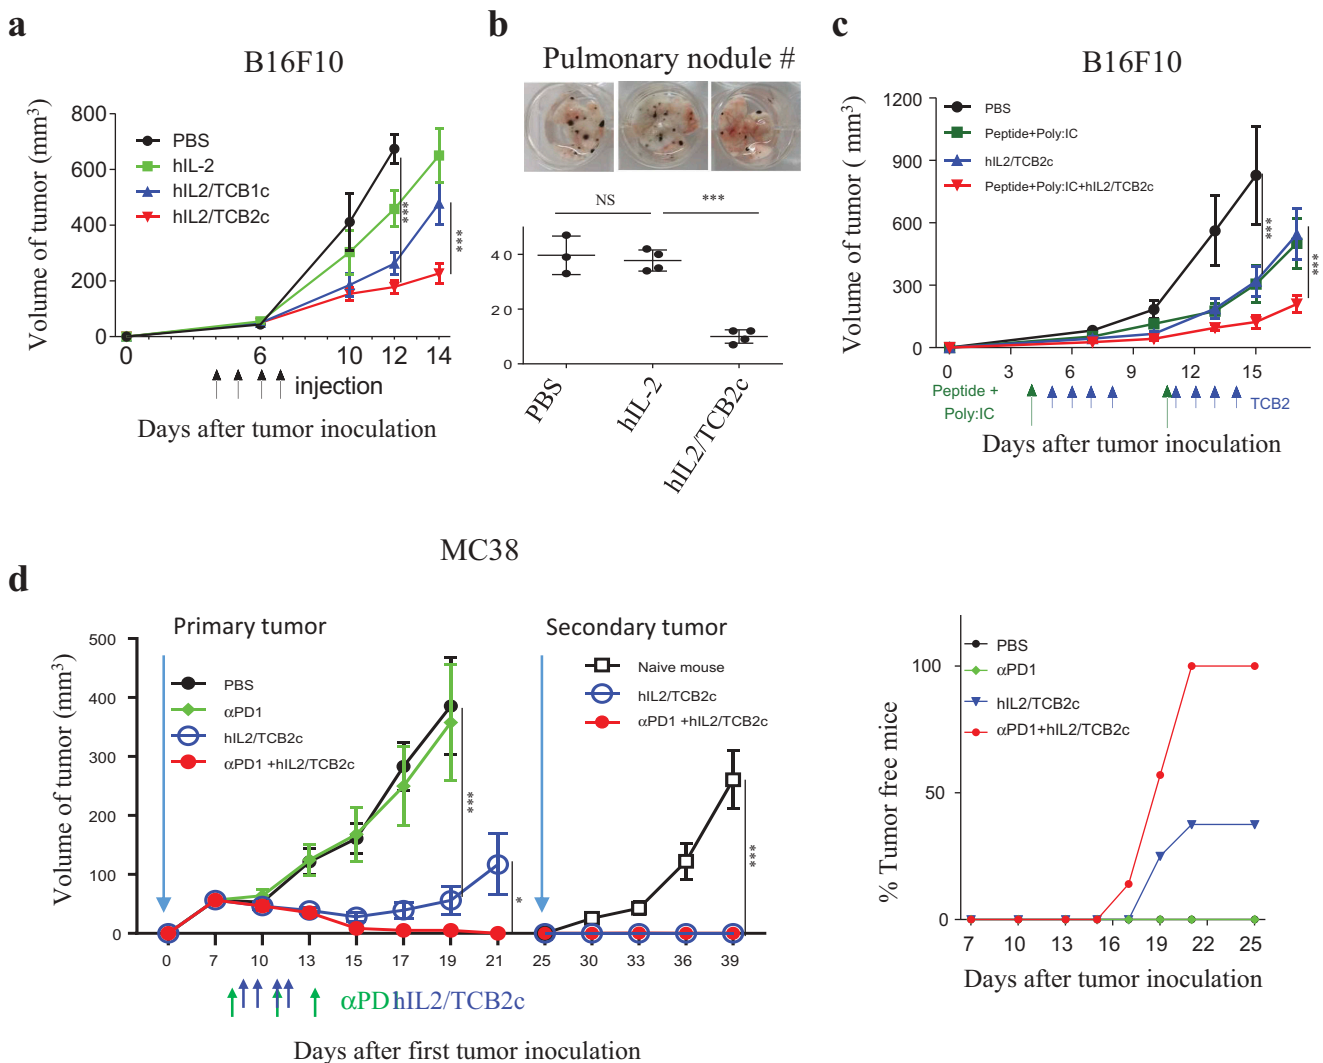 a
B16F10
Volume of tumor (mm³)
800
600
400
200
0
PBS
hIL-2
hIL2/TCB1c
hIL2/TCB2c
***
***
0
6
10
12
14
injection
Days after tumor inoculation
b
Pulmonary nodule #
NS
***
40
20
0
PBS
hIL-2
hIL2/TCB2c
c
B16F10
Volume of tumor ( mm³)
1200
900
600
300
0
PBS
Peptide+Poly:IC
hIL2/TCB2c
Peptide+Poly:IC+hIL2/TCB2c
***
***
0
3
6
9
12
15
Peptide +
Poly:IC
TCB2
Days after tumor inoculation
MC38
d
Primary tumor
Secondary tumor
Volume of tumor (mm³)
500
400
300
200
100
0
PBS
αPD1
hIL2/TCB2c
αPD1 +hIL2/TCB2c
***
*
Naive mouse
hIL2/TCB2c
αPD1 +hIL2/TCB2c
***
0
7
10
13
15
17
19
21
25
30
33
36
39
αPD
hIL2/TCB2c
Days after first tumor inoculation
% Tumor free mice
100
50
0
PBS
αPD1
hIL2/TCB2c
αPD1+hIL2/TCB2c
7
10
13
16
19
22
25
Days after tumor inoculation